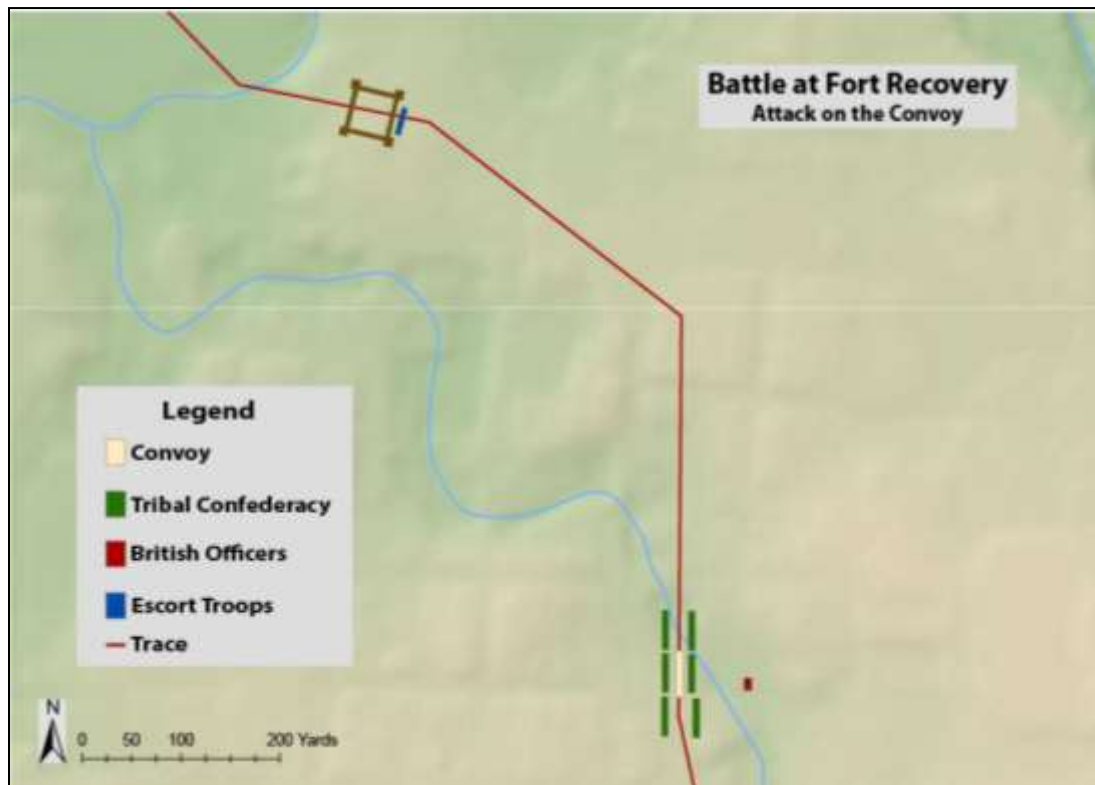 Battle at Fort Recovery
Attack on the Convoy
Legend
Convoy
Tribal Confederacy
British Officers
Escort Troops
Trace
N
0 50 100 200 Yards